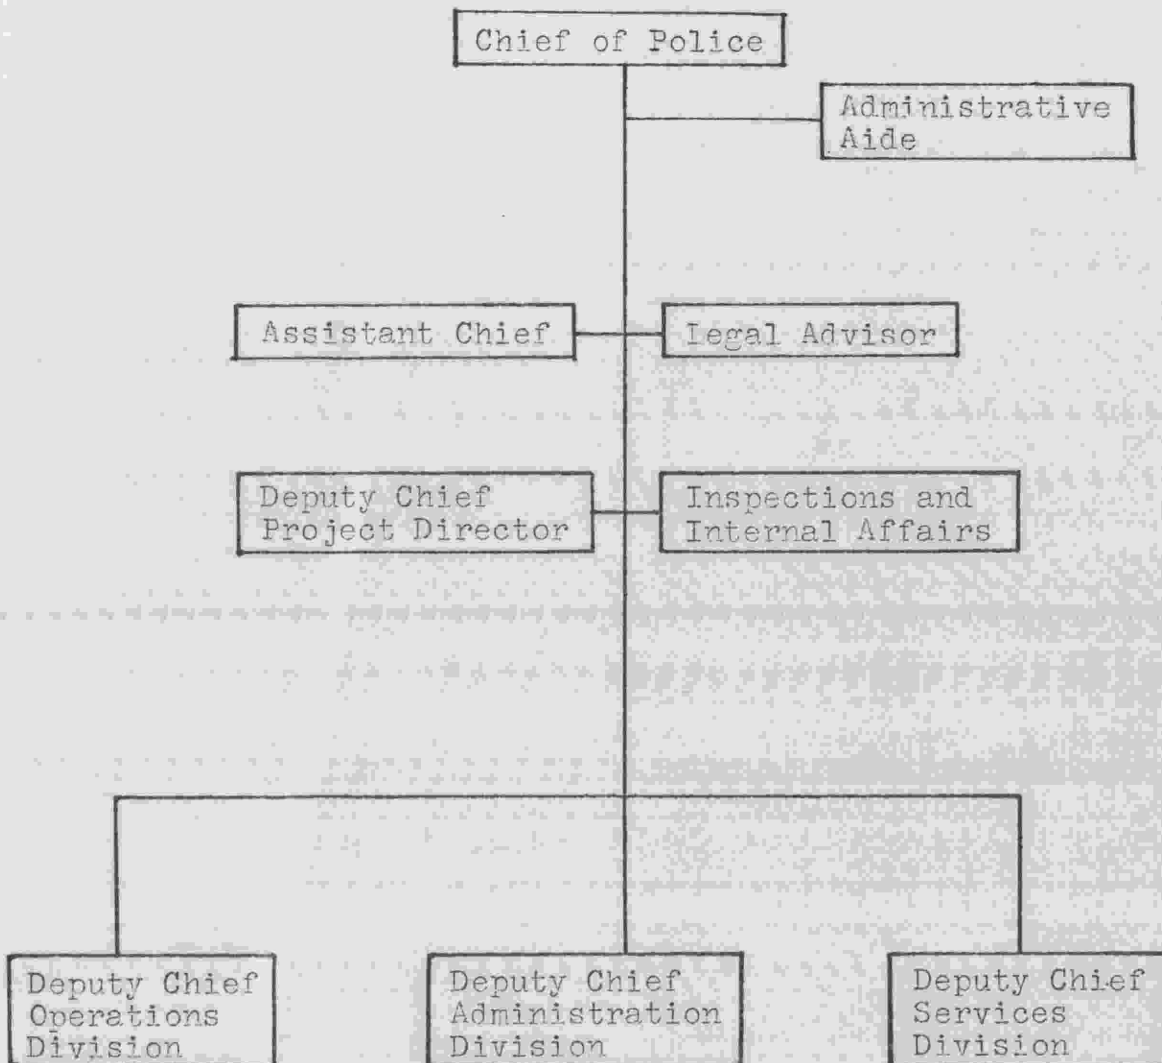 Chief of Police
Administrative
Aide
Assistant Chief
Legal Advisor
Deputy Chief
Project Director
Inspections and
Internal Affairs
Deputy Chief
Operations
Division
Deputy Chief
Administration
Division
Deputy Chief
Services
Division